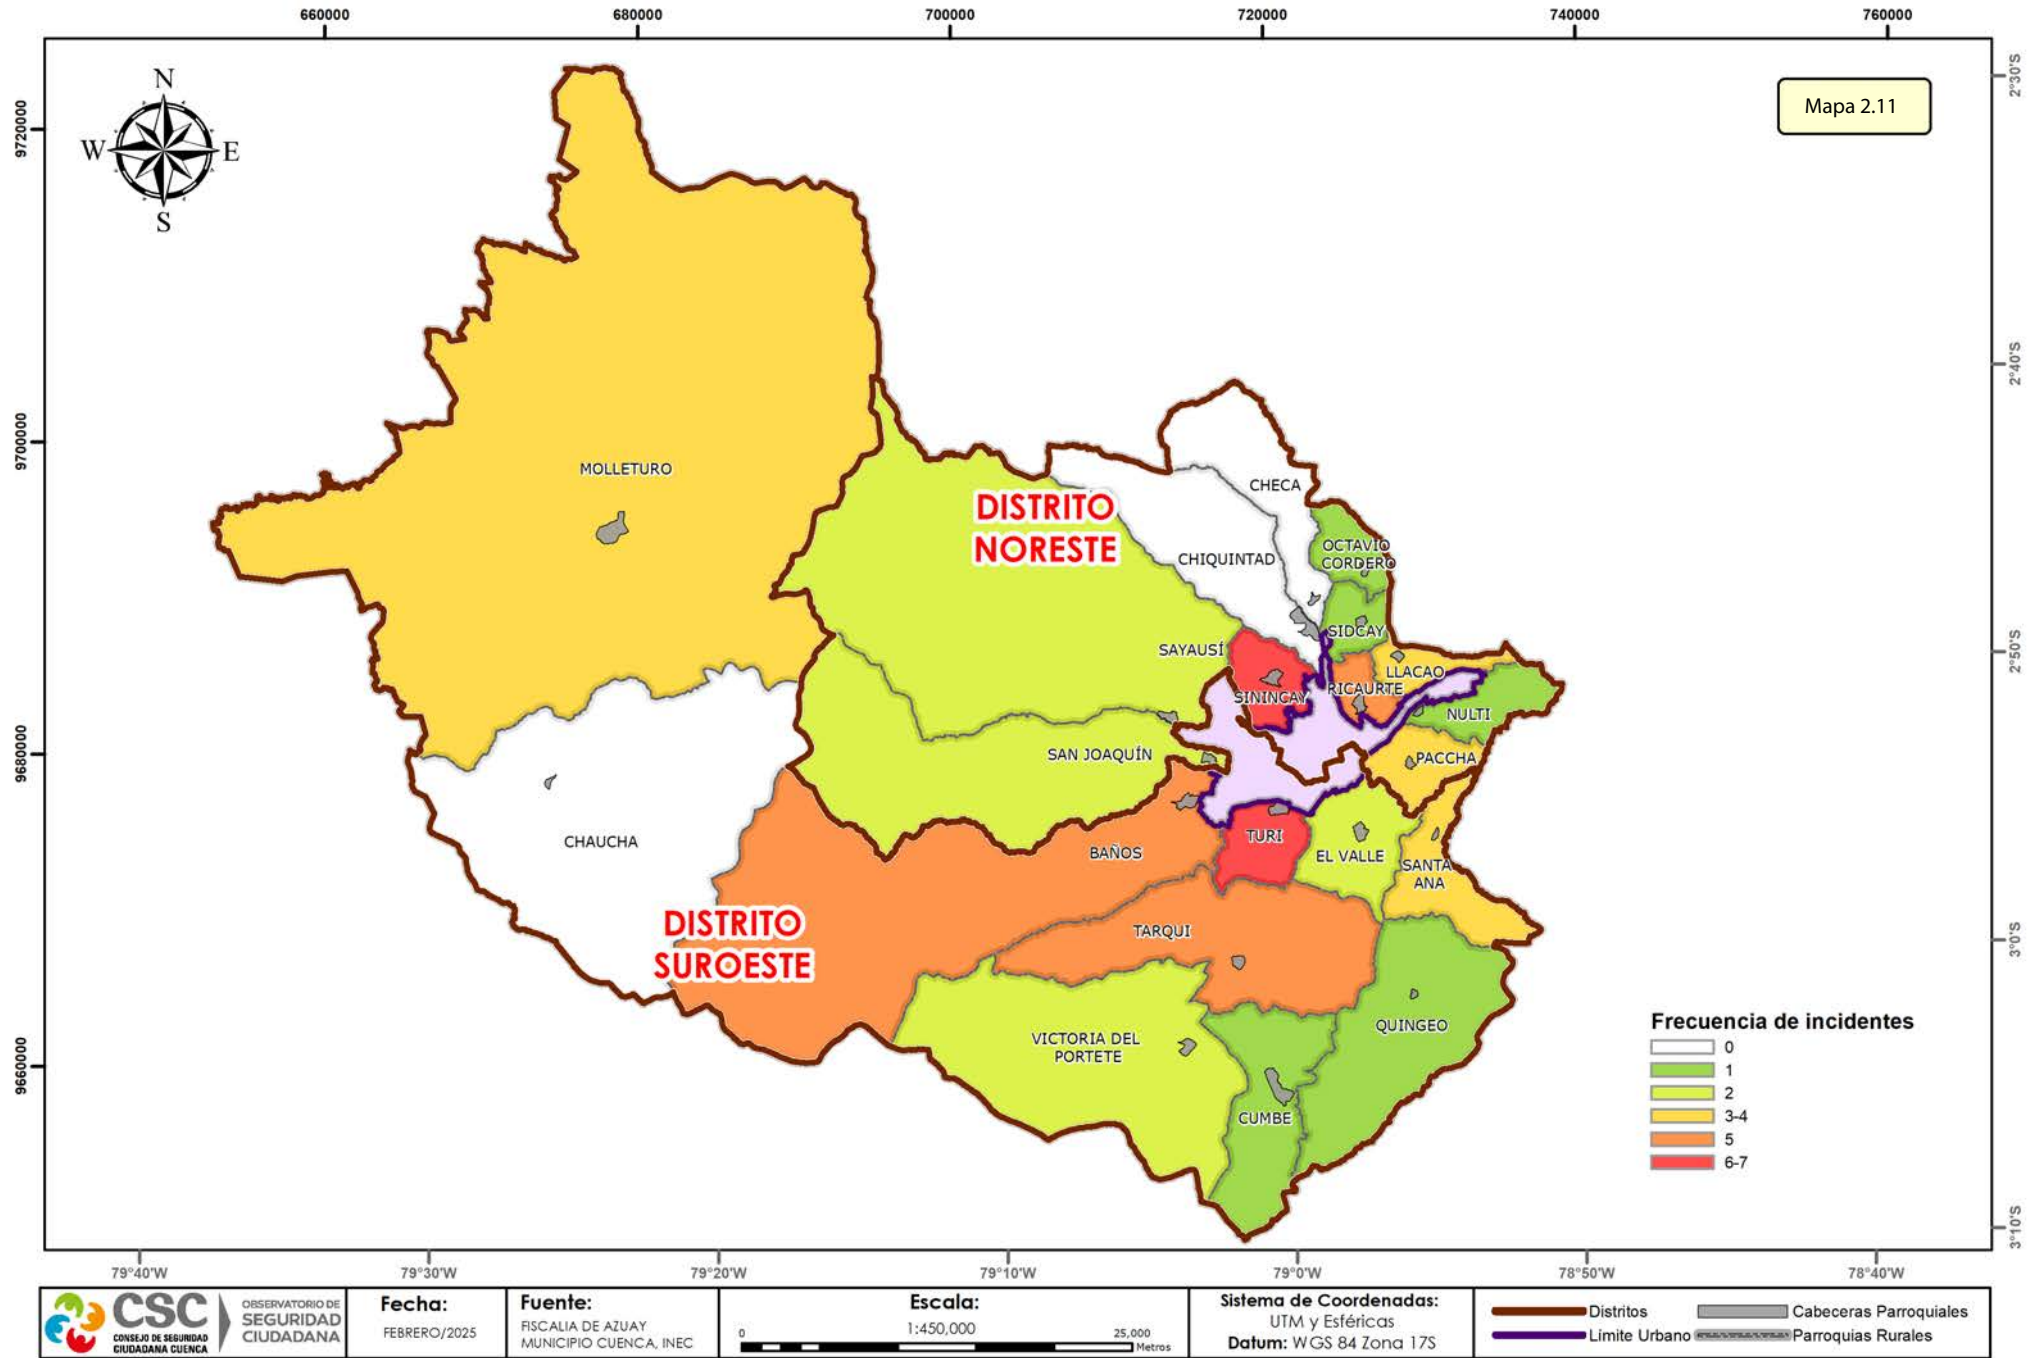 660000
680000
700000
720000
740000
760000
N
W
E
S
Mapa 2.11
9720000
9700000
9680000
9660000
2°30'S
2°40'S
2°50'S
3°0'S
3°10'S
MOLLETURO
DISTRITO
NORESTE
CHECA
CHIQUINTAD
OCTAVIO
CORDERO
SIDCAY
SAYAUSÍ
SININCAY
RICAURTE
LLACAO
NULTI
SAN JOAQUÍN
PACCHA
CHAUCHA
BAÑOS
TURI
EL VALLE
SANTA
ANA
DISTRITO
SUROESTE
TARQUI
VICTORIA DEL
PORTETE
QUINGEO
CUMBE
Frecuencia de incidentes
0
1
2
3-4
5
6-7
79°40'W
79°30'W
79°20'W
79°10'W
79°0'W
78°50'W
78°40'W
CSC
CONSEJO DE SEGURIDAD
CIUDADANA CUENCA
OBSERVATORIO DE
SEGURIDAD
CIUDADANA
Fecha:
FEBRERO/2025
Fuente:
FISCALIA DE AZUAY
MUNICIPIO CUENCA, INEC
Escala:
1:450,000
0
25,000
Metros
Sistema de Coordenadas:
UTM y Esféricas
Datum: WGS 84 Zona 17S
Distritos
Límite Urbano
Cabeceras Parroquiales
Parroquias Rurales